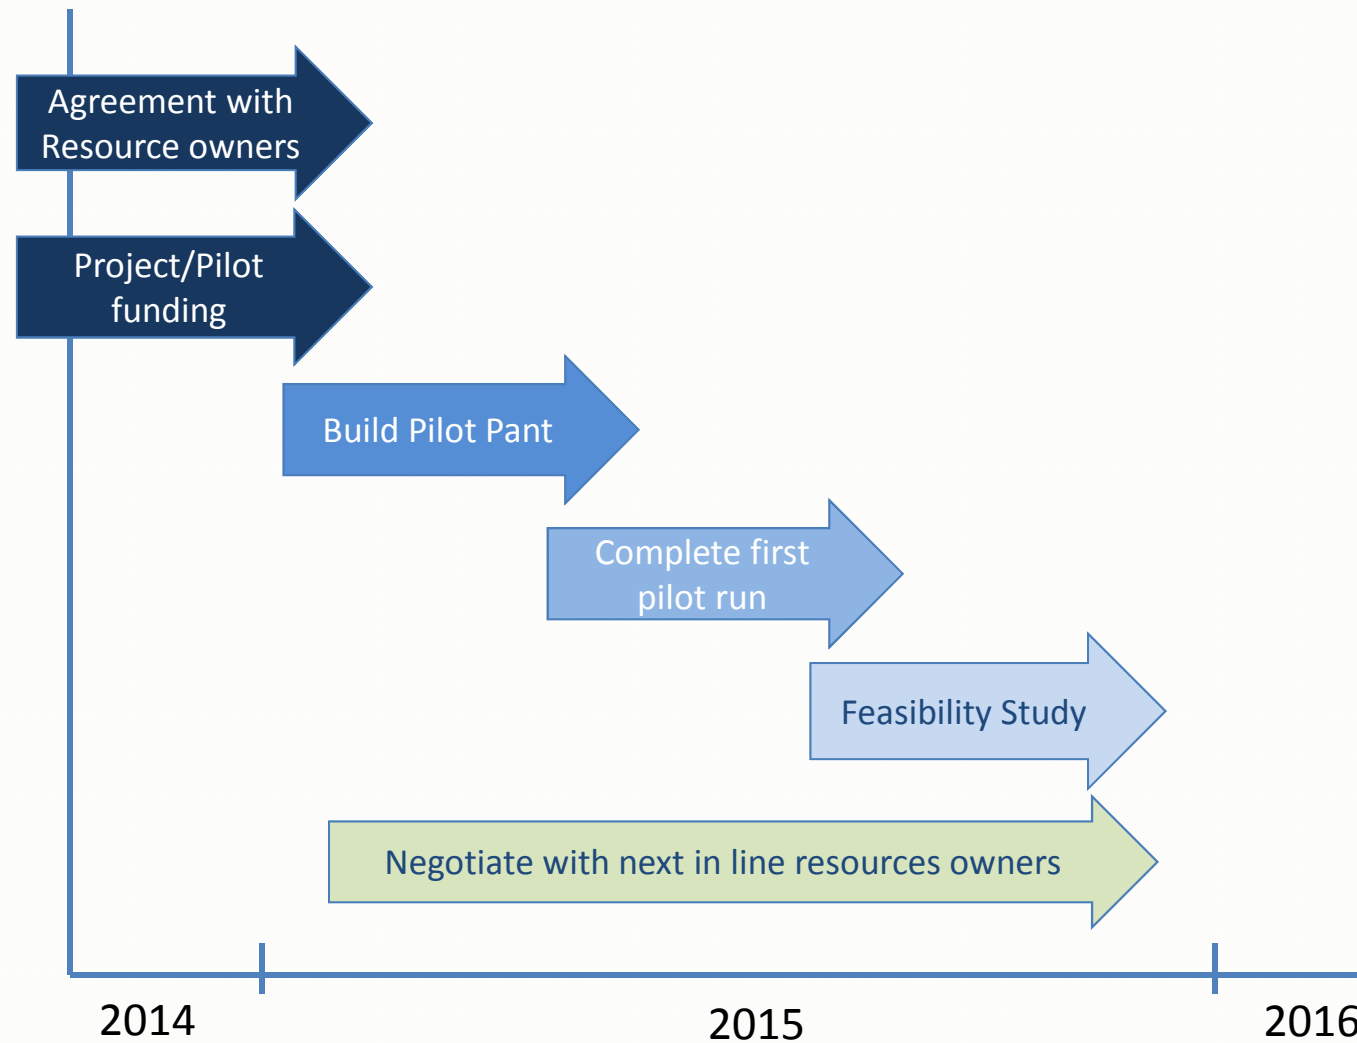 Agreement with
Resource owners
Project/Pilot
funding
Build Pilot Pant
Complete first
pilot run
Feasibility Study
Negotiate with next in line resources owners
2014
2015
2016